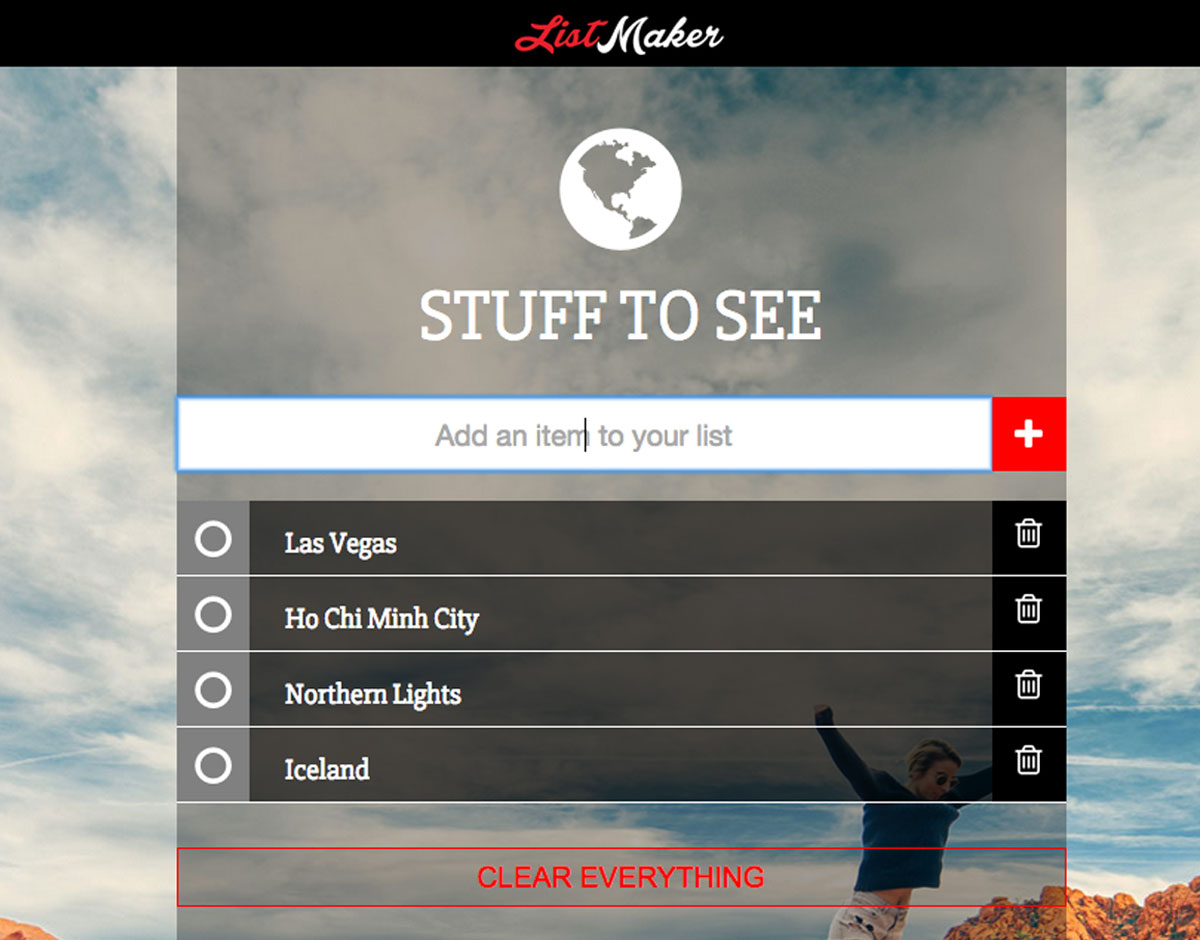 ListMaker
STUFF TO SEE
Add an item to your list
Las Vegas
Ho Chi Minh City
Northern Lights
Iceland
CLEAR EVERYTHING